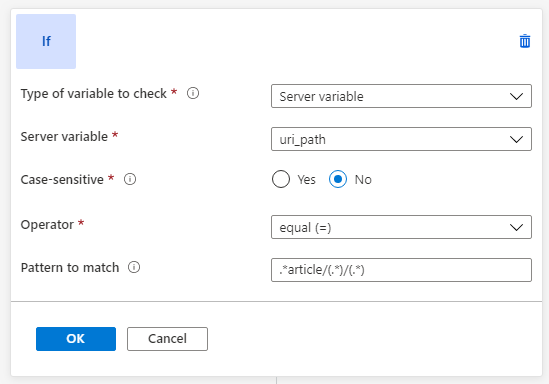 If
Type of variable to check * Server variable
Server variable * uri_path
Case-sensitive * Yes No
Operator * equal (=)
Pattern to match .*article/(.*)/(.*)
OK Cancel